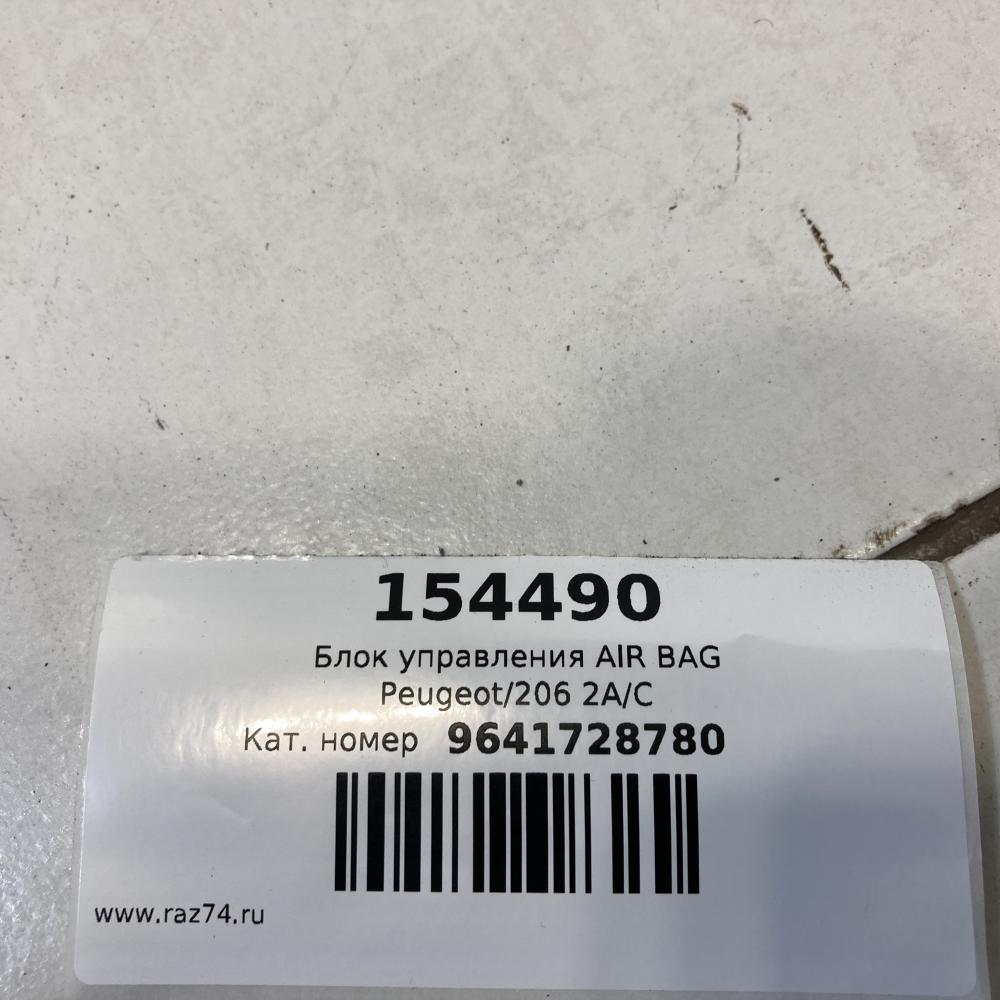 154490
Блок управления AIR BAG
Peugeot/206 2A/C
Кат. номер 9641728780
www.raz74.ru